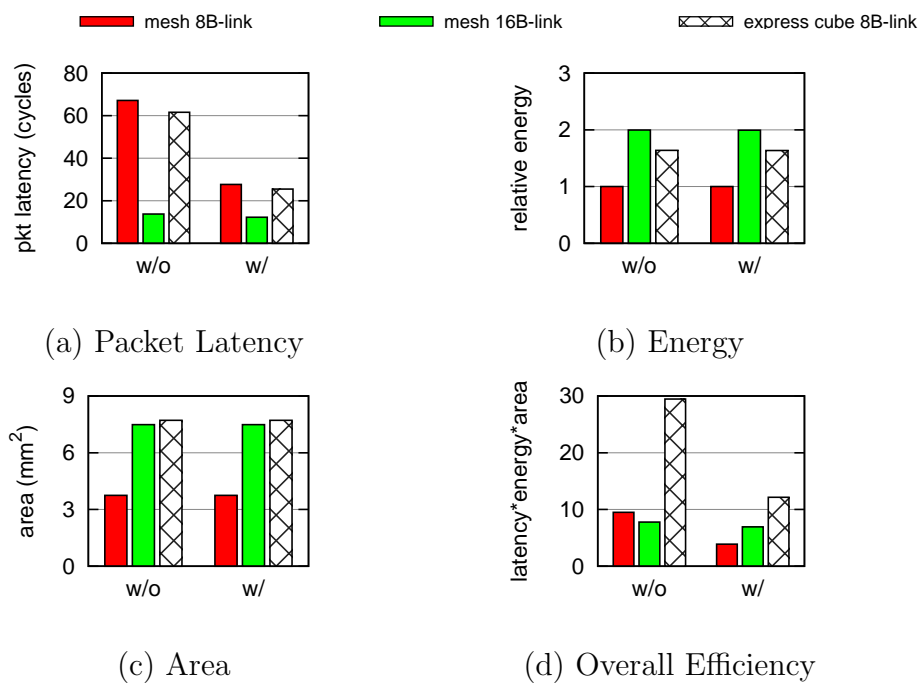 mesh 8B-link mesh 16B-link express cube 8B-link
80
60
40
20
0
pkt latency (cycles)
w/o w/
(a) Packet Latency
3
2
1
0
relative energy
w/o w/
(b) Energy
9
6
3
0
area (mm²)
w/o w/
(c) Area
30
20
10
0
latency*energy*area
w/o w/
(d) Overall Efficiency